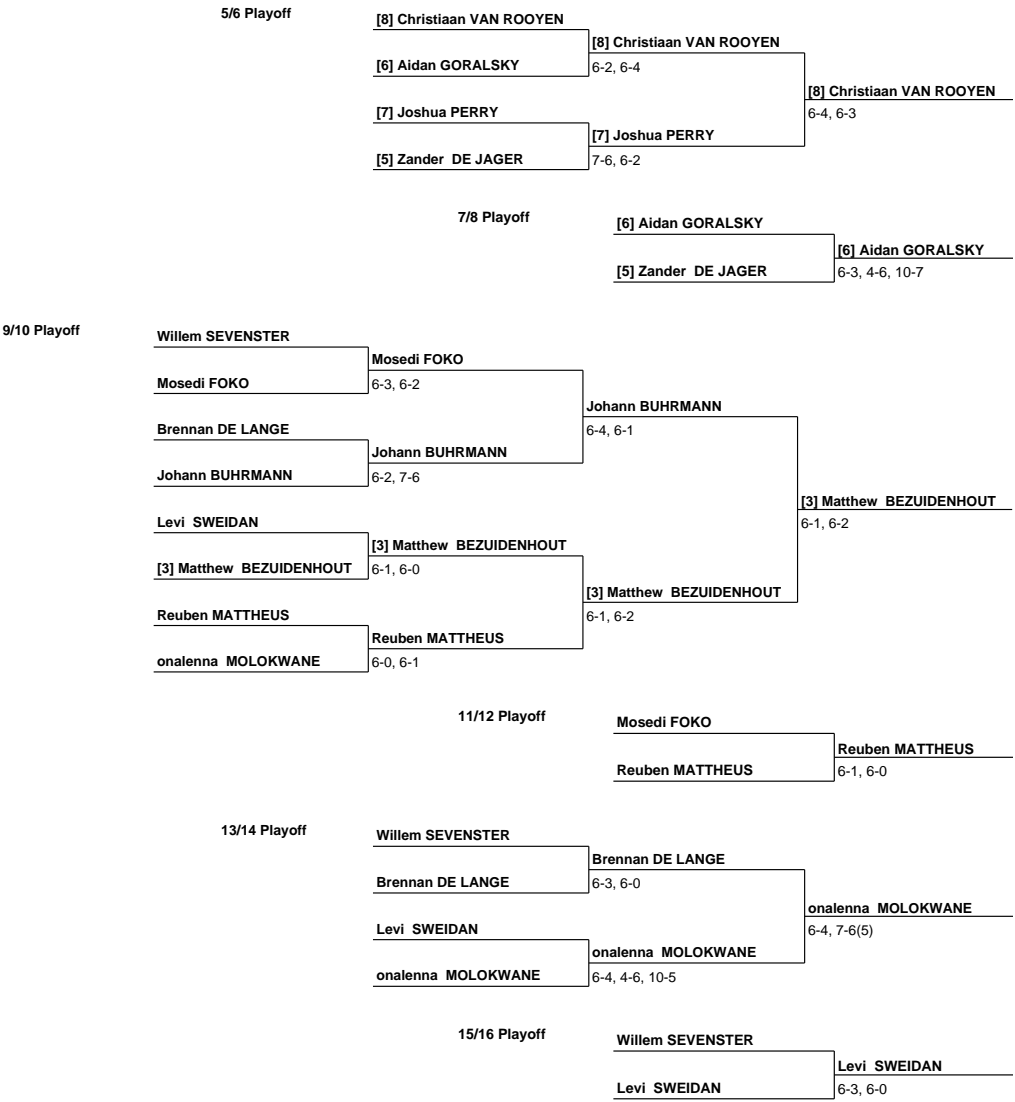 5/6 Playoff
[8] Christiaan VAN ROOYEN
[8] Christiaan VAN ROOYEN
[6] Aidan GORALSKY
6-2, 6-4
[8] Christiaan VAN ROOYEN
[7] Joshua PERRY
6-4, 6-3
[7] Joshua PERRY
[5] Zander DE JAGER
7-6, 6-2
7/8 Playoff
[6] Aidan GORALSKY
[6] Aidan GORALSKY
[5] Zander DE JAGER
6-3, 4-6, 10-7
9/10 Playoff
Willem SEVENSTER
Mosedi FOKO
Mosedi FOKO
6-3, 6-2
Johann BUHRMANN
Brennan DE LANGE
6-4, 6-1
Johann BUHRMANN
Johann BUHRMANN
6-2, 7-6
[3] Matthew BEZUIDENHOUT
Levi SWEIDAN
6-1, 6-2
[3] Matthew BEZUIDENHOUT
[3] Matthew BEZUIDENHOUT
6-1, 6-0
[3] Matthew BEZUIDENHOUT
Reuben MATTHEUS
6-1, 6-2
Reuben MATTHEUS
onalenna MOLOKWANE
6-0, 6-1
11/12 Playoff
Mosedi FOKO
Reuben MATTHEUS
Reuben MATTHEUS
6-1, 6-0
13/14 Playoff
Willem SEVENSTER
Brennan DE LANGE
Brennan DE LANGE
6-3, 6-0
onalenna MOLOKWANE
Levi SWEIDAN
6-4, 7-6(5)
onalenna MOLOKWANE
onalenna MOLOKWANE
6-4, 4-6, 10-5
15/16 Playoff
Willem SEVENSTER
Levi SWEIDAN
Levi SWEIDAN
6-3, 6-0